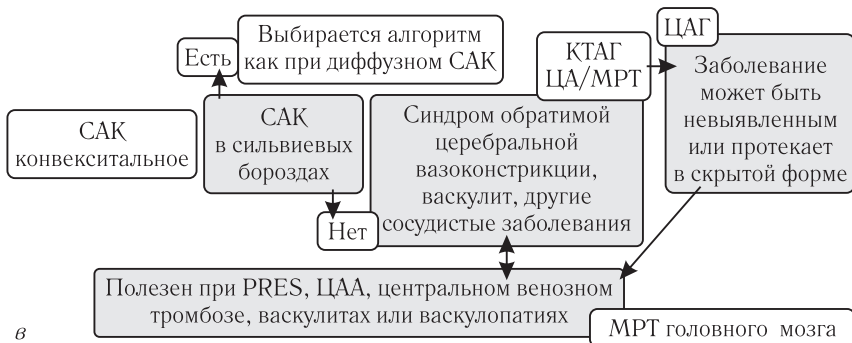 Есть
Выбирается алгоритм
как при диффузном САК
КТАГ
ЦА/МРТ
ЦАГ
Заболевание
может быть
невыявленным
или протекает
в скрытой форме
САК
конвекситальное
САК
в сильвиевых
бороздах
Синдром обратимой
церебральной
вазоконстрикции,
васкулит, другие
сосудистые заболевания
Нет
Полезен при PRES, ЦАА, центральном венозном
тромбозе, васкулитах или васкулопатиях
МРТ головного мозга
в